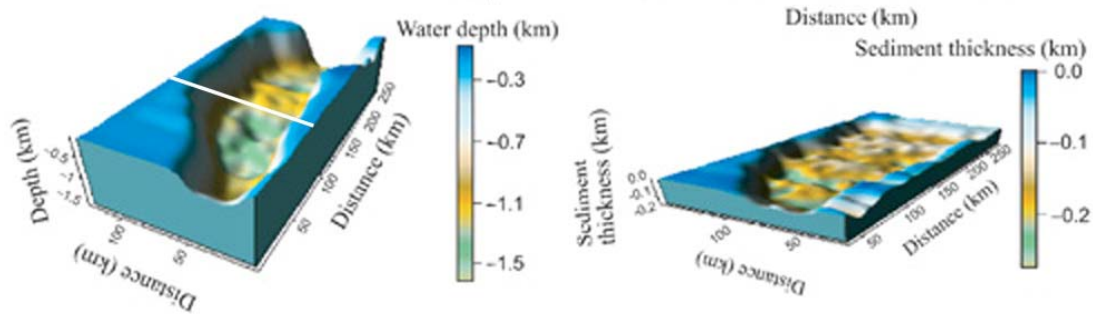 Water depth (km)
−0.3
−0.7
−1.1
−1.5
Depth (km)
−0.5
−1
−1.5
100
50
Distance (km)
50
100
150
200
250
Distance (km)
Distance (km)
Sediment thickness (km)
0.0
−0.1
−0.2
Sediment
thickness (km)
0.0
-0.1
-0.2
100
50
Distance (km)
50
100
150
200
250
Distance (km)